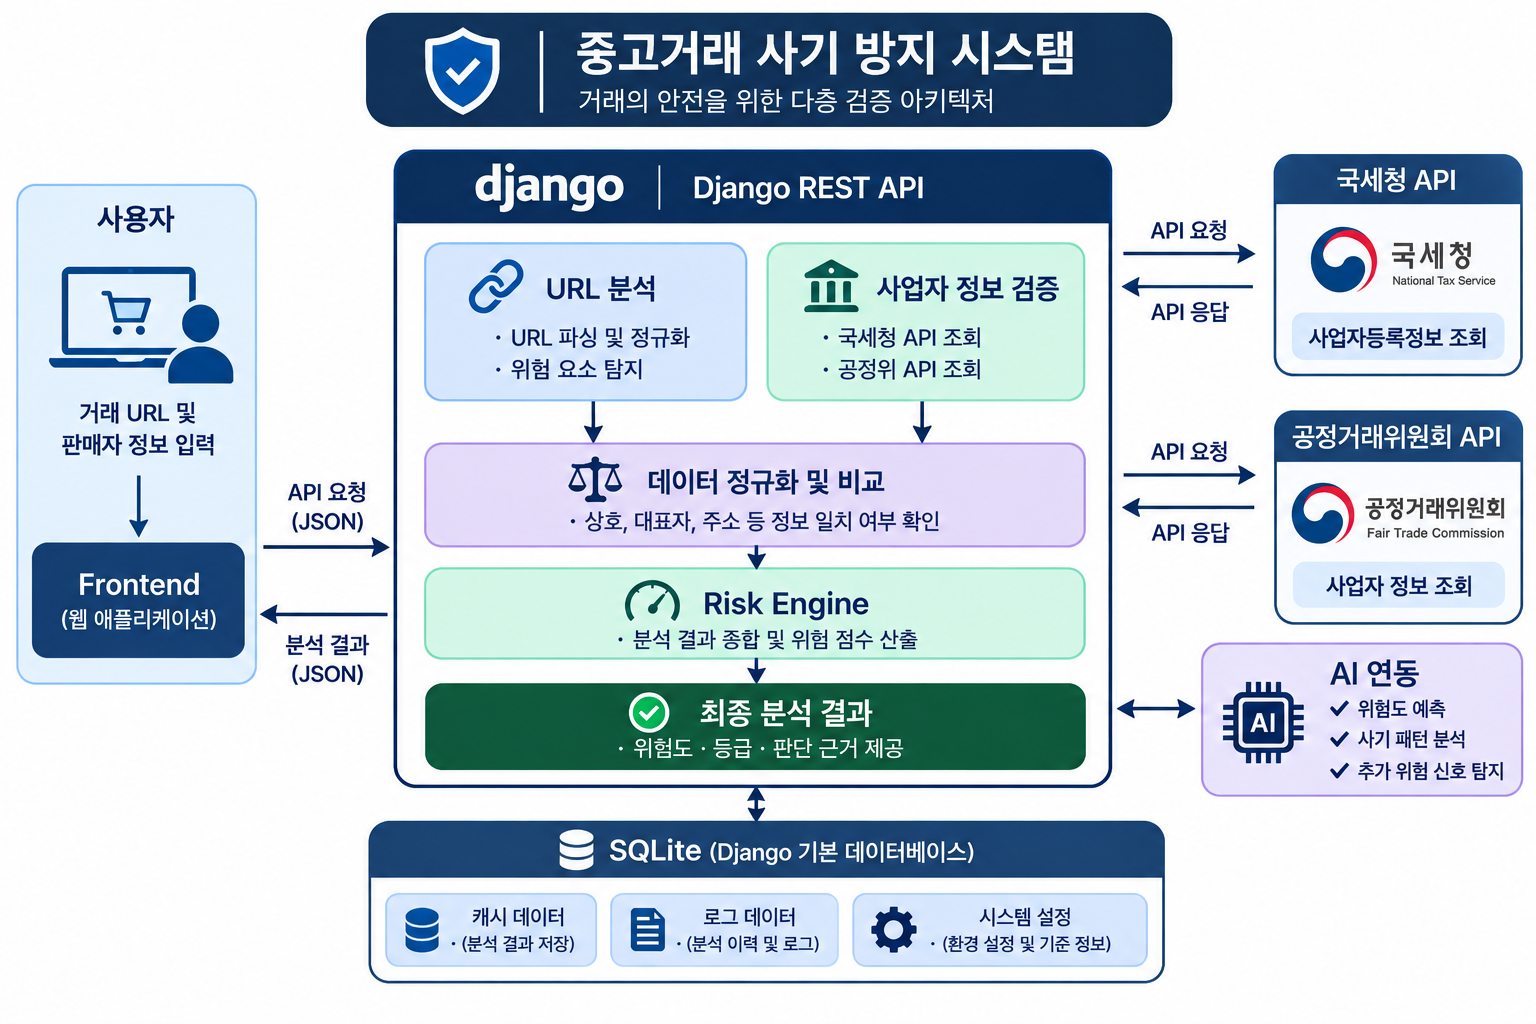 중고거래 사기 방지 시스템
거래의 안전을 위한 다층 검증 아키텍처
사용자
거래 URL 및
판매자 정보 입력
Frontend
(웹 애플리케이션)
API 요청
(JSON)
분석 결과
(JSON)
django
Django REST API
URL 분석
· URL 파싱 및 정규화
· 위험 요소 탐지
사업자 정보 검증
· 국세청 API 조회
· 공정위 API 조회
데이터 정규화 및 비교
· 상호, 대표자, 주소 등 정보 일치 여부 확인
Risk Engine
· 분석 결과 종합 및 위험 점수 산출
최종 분석 결과
· 위험도 · 등급 · 판단 근거 제공
API 요청
API 응답
국세청 API
국세청
National Tax Service
사업자등록정보 조회
API 요청
API 응답
공정거래위원회 API
공정거래위원회
Fair Trade Commission
사업자 정보 조회
AI
AI 연동
위험도 예측
사기 패턴 분석
추가 위험 신호 탐지
SQLite (Django 기본 데이터베이스)
캐시 데이터
· (분석 결과 저장)
로그 데이터
· (분석 이력 및 로그)
시스템 설정
· (환경 설정 및 기준 정보)